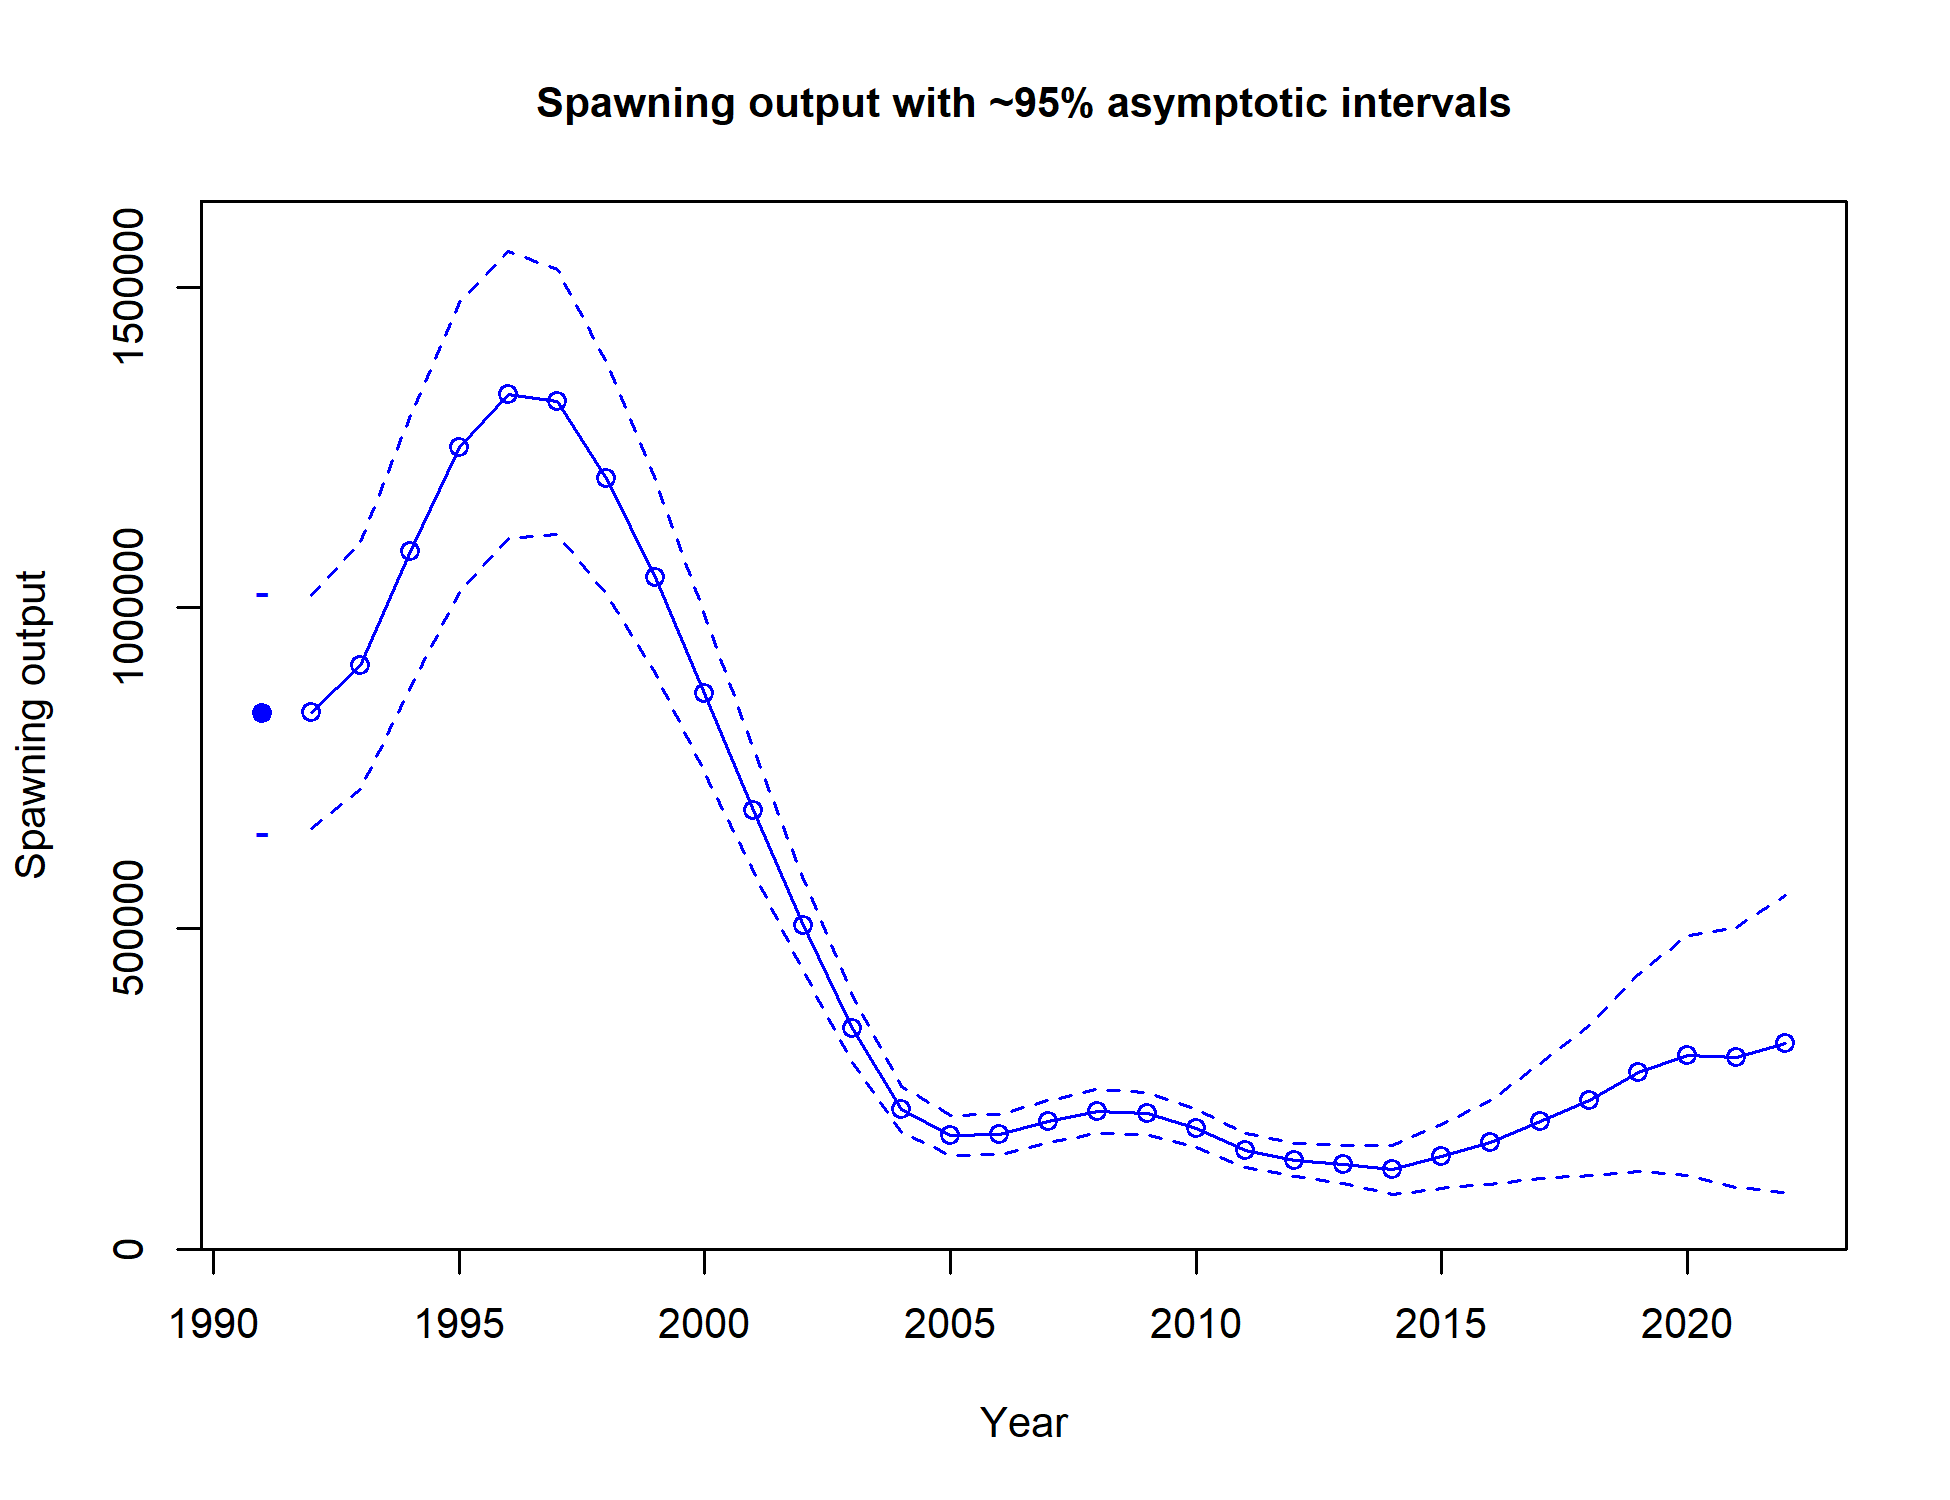 Spawning output with ~95% asymptotic intervals
Spawning output
1500000
1000000
500000
0
1990 1995 2000 2005 2010 2015 2020
Year